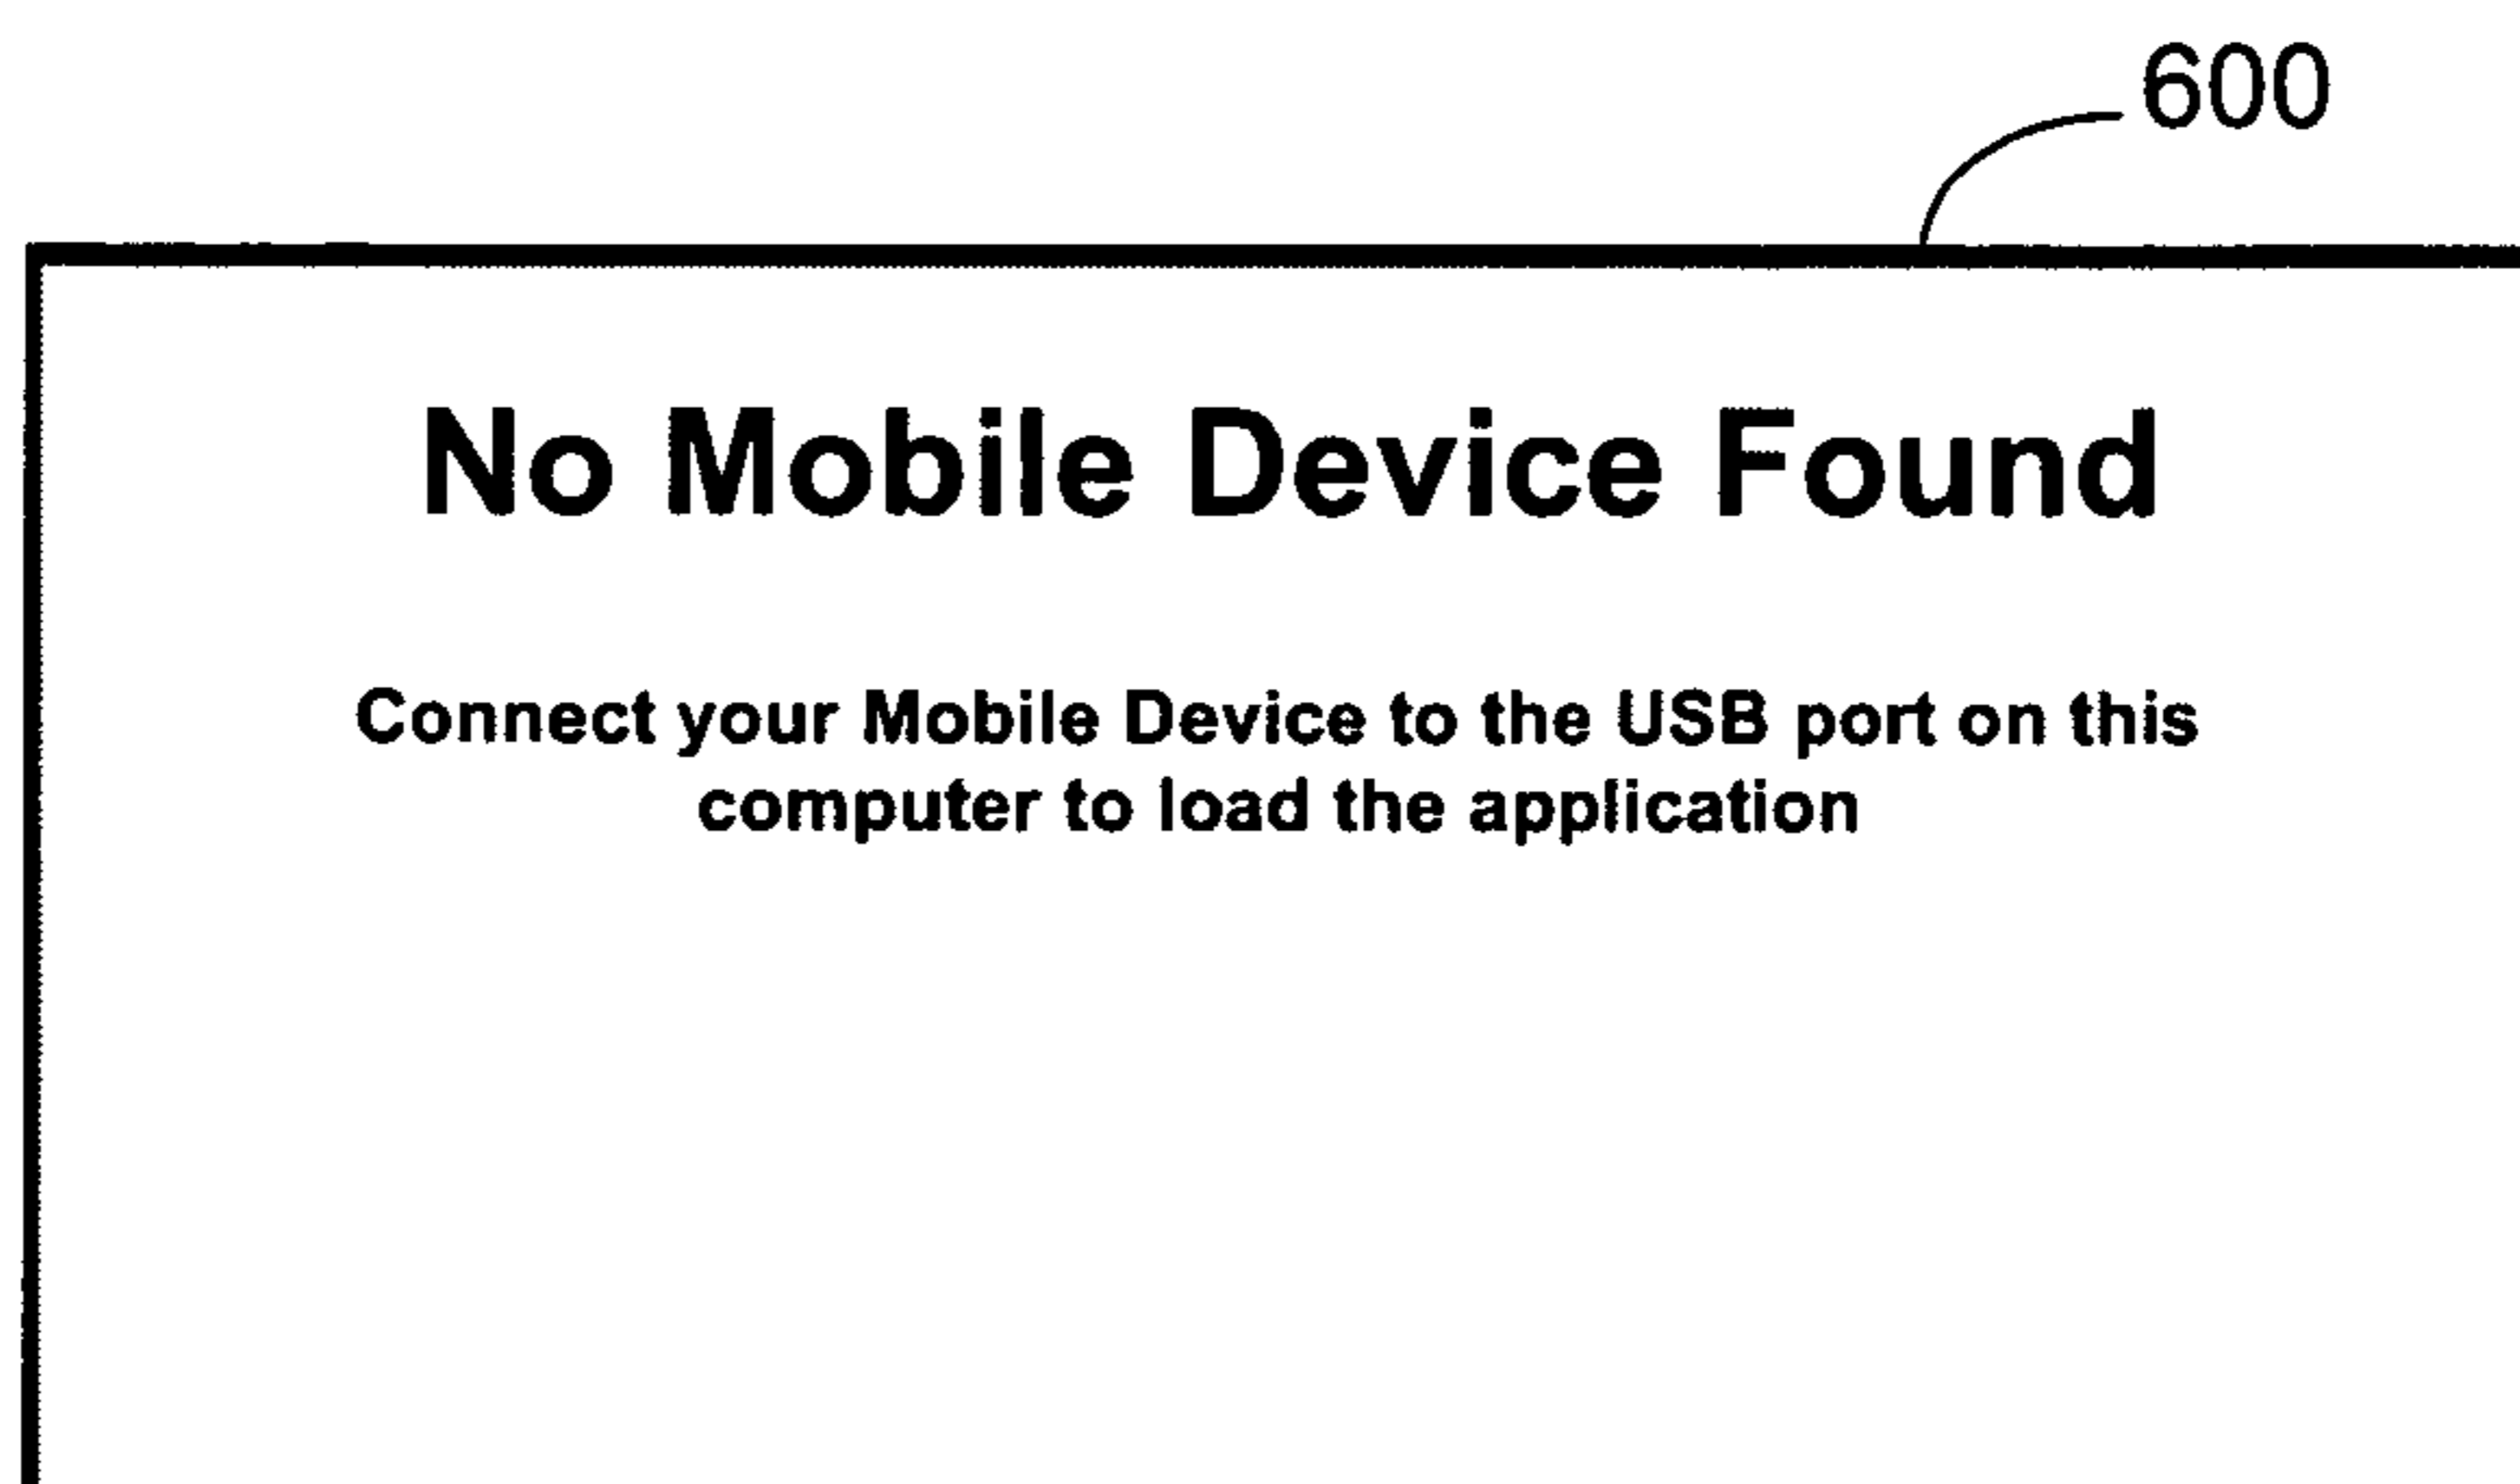 600
No Mobile Device Found
Connect your Mobile Device to the USB port on this
computer to load the application